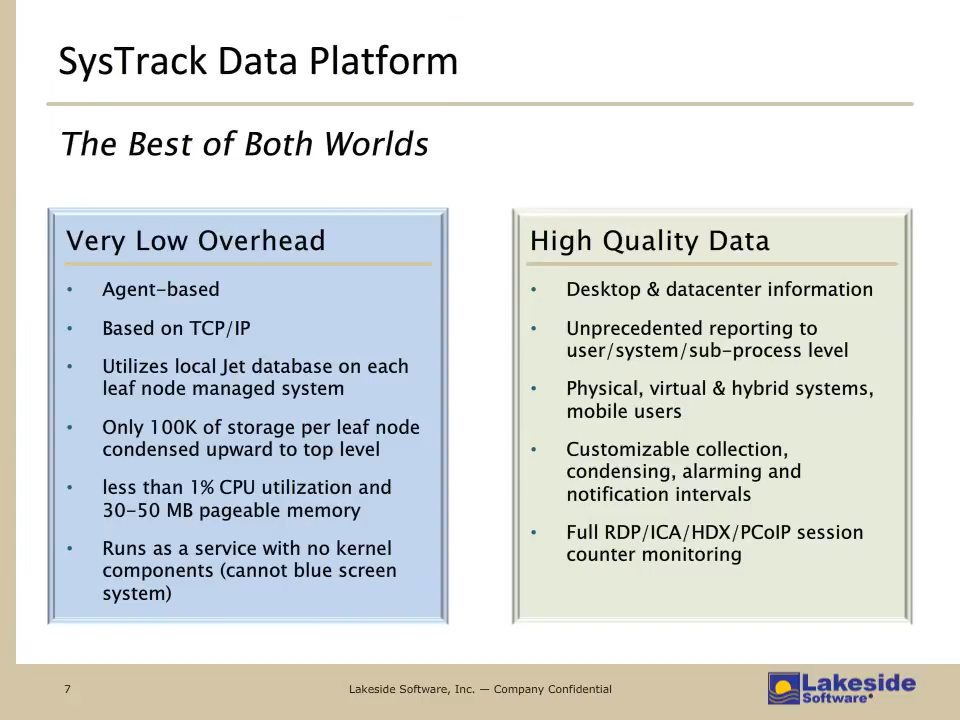 SysTrack Data Platform
The Best of Both Worlds
Very Low Overhead
• Agent-based
• Based on TCP/IP
• Utilizes local Jet database on each
leaf node managed system
• Only 100K of storage per leaf node
condensed upward to top level
• less than 1% CPU utilization and
30-50 MB pageable memory
• Runs as a service with no kernel
components (cannot blue screen
system)
High Quality Data
• Desktop & datacenter information
• Unprecedented reporting to
user/system/sub-process level
• Physical, virtual & hybrid systems,
mobile users
• Customizable collection,
condensing, alarming and
notification intervals
• Full RDP/ICA/HDX/PCoIP session
counter monitoring
7
Lakeside Software, Inc. — Company Confidential
Lakeside
Software